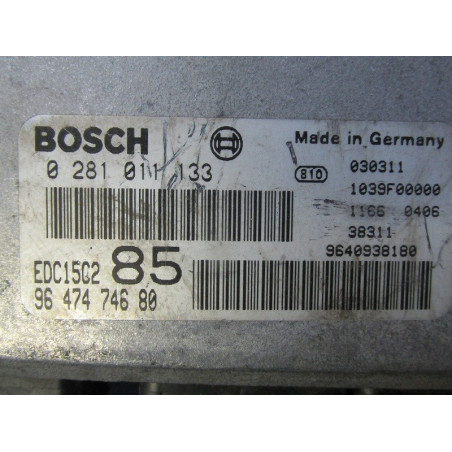 BOSCH
Made in Germany
0 281 011 133
810
030311
1039F00000
1166 0406
38311
9640938180
EDC15C2 85
96 474 746 80